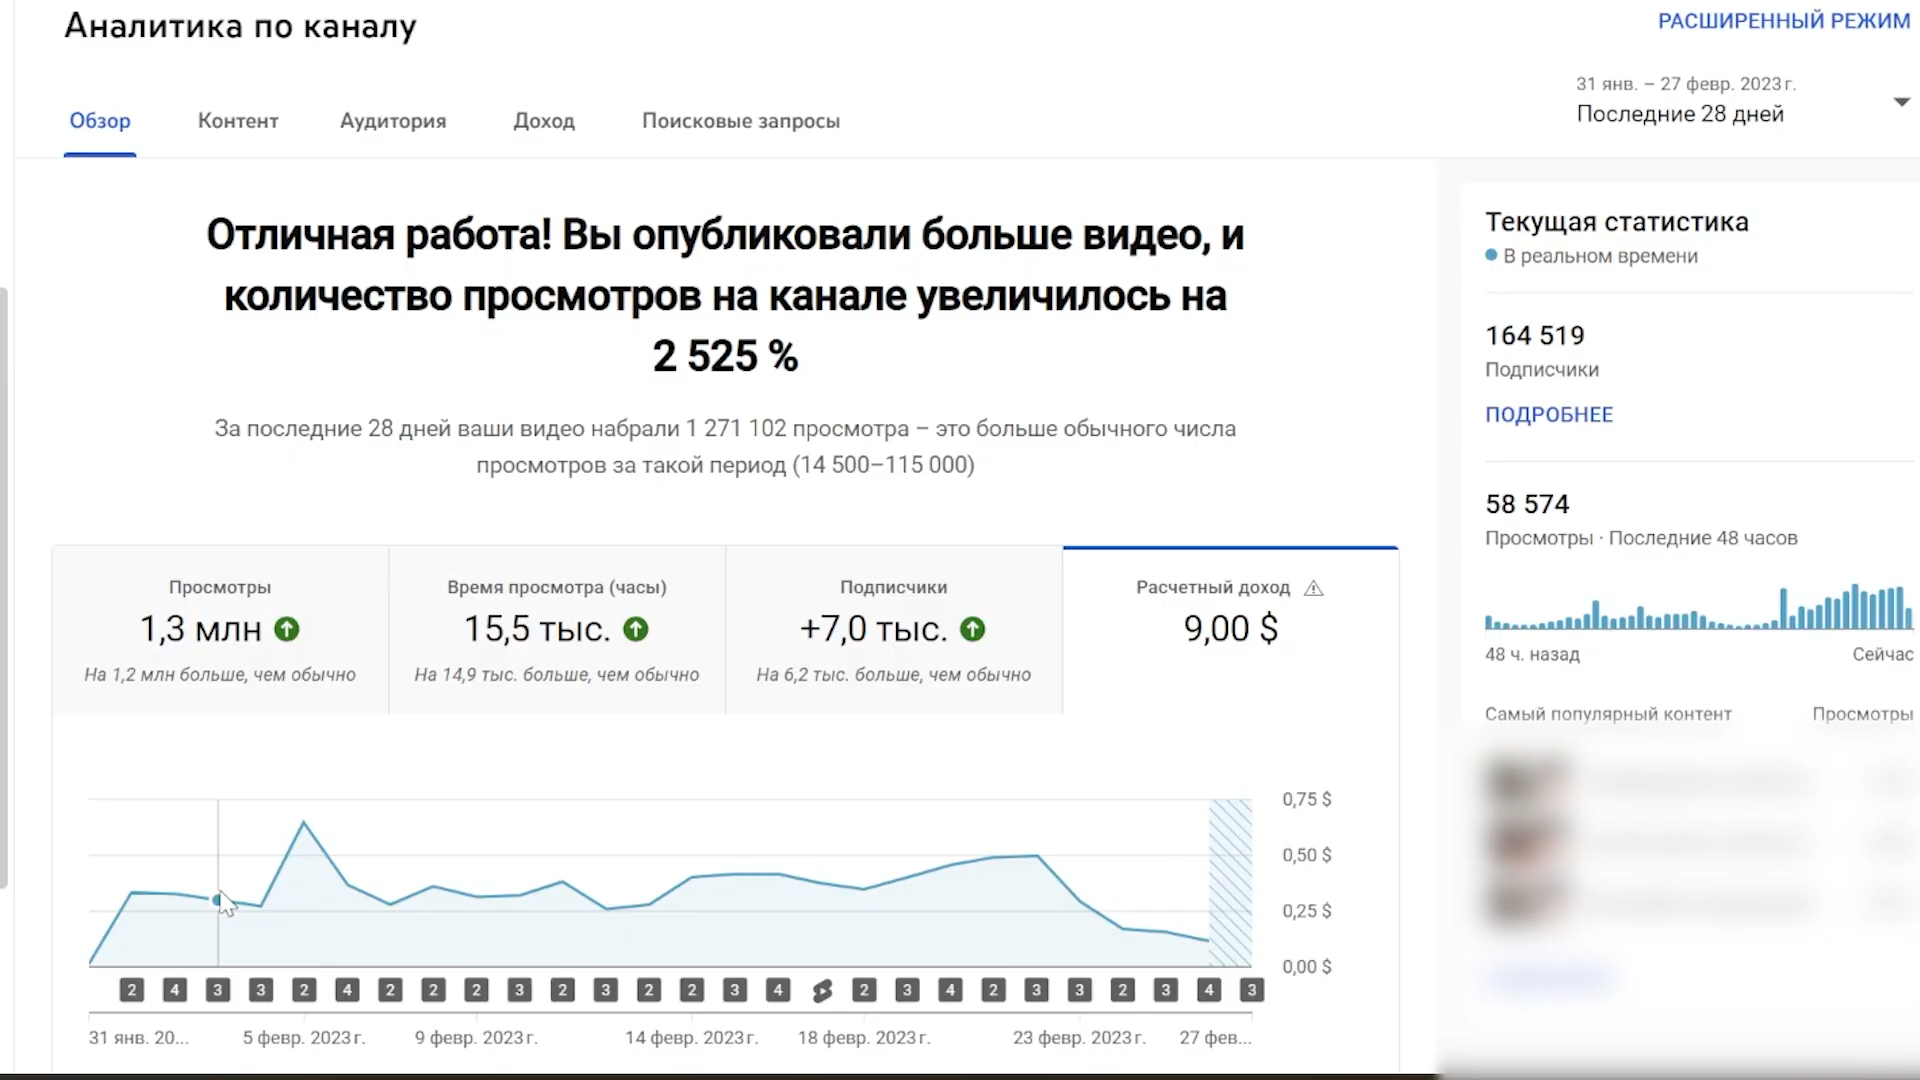 Аналитика по каналу
РАСШИРЕННЫЙ РЕЖИМ
Обзор Контент Аудитория Доход Поисковые запросы
31 янв. – 27 февр. 2023 г.
Последние 28 дней
Отличная работа! Вы опубликовали больше видео, и
количество просмотров на канале увеличилось на
2 525 %
За последние 28 дней ваши видео набрали 1 271 102 просмотра – это больше обычного числа
просмотров за такой период (14 500–115 000)
Просмотры
1,3 млн
На 1,2 млн больше, чем обычно
Время просмотра (часы)
15,5 тыс.
На 14,9 тыс. больше, чем обычно
Подписчики
+7,0 тыс.
На 6,2 тыс. больше, чем обычно
Расчетный доход
9,00 $
0,75 $
0,50 $
0,25 $
0,00 $
2 4 3 3 2 4 2 2 2 3 2 3 2 2 3 4 2 3 4 2 3 3 2 3 4 3
31 янв. 20... 5 февр. 2023 г. 9 февр. 2023 г. 14 февр. 2023 г. 18 февр. 2023 г. 23 февр. 2023 г. 27 фев...
Текущая статистика
В реальном времени
164 519
Подписчики
ПОДРОБНЕЕ
58 574
Просмотры · Последние 48 часов
48 ч. назад Сейчас
Самый популярный контент Просмотры